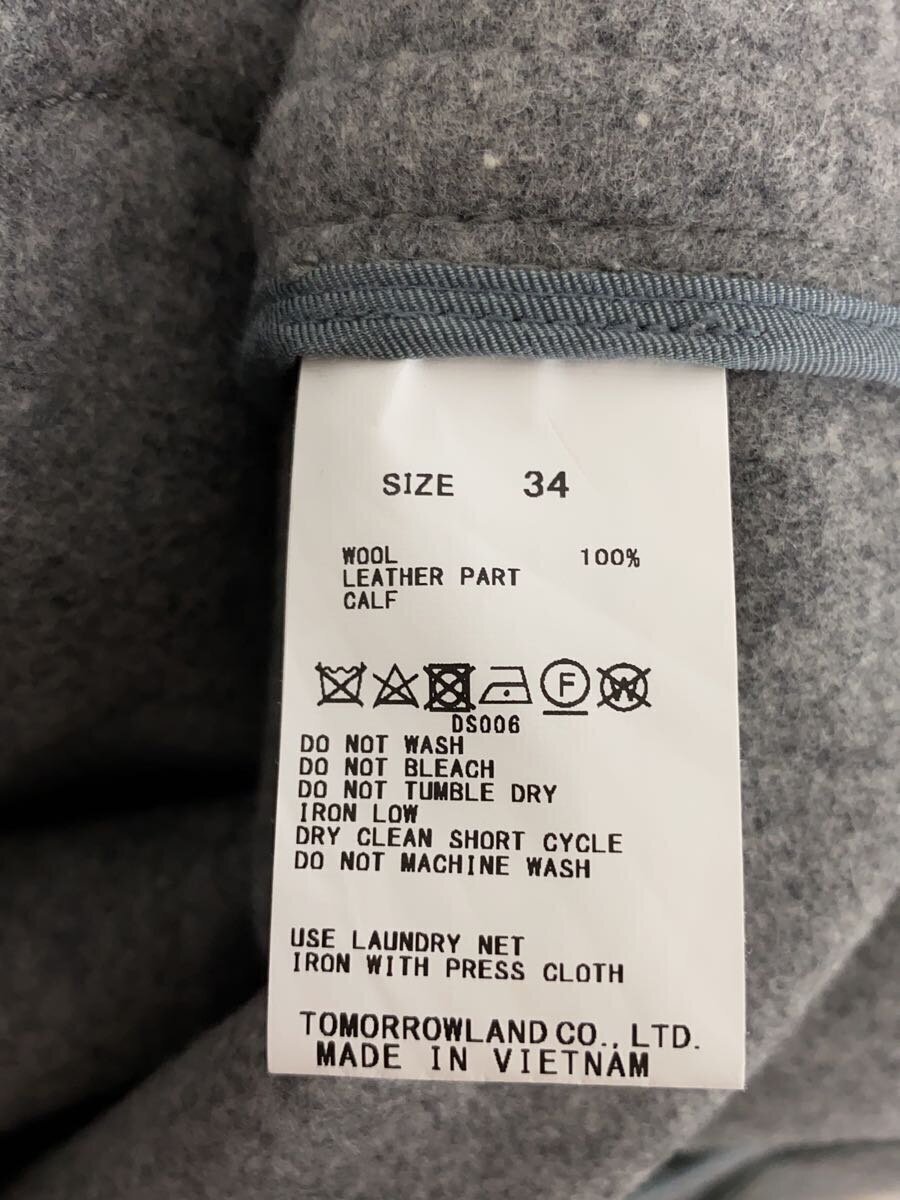 SIZE 34
WOOL 100%
LEATHER PART
CALF
F W
DS006
DO NOT WASH
DO NOT BLEACH
DO NOT TUMBLE DRY
IRON LOW
DRY CLEAN SHORT CYCLE
DO NOT MACHINE WASH
USE LAUNDRY NET
IRON WITH PRESS CLOTH
TOMORROWLAND CO., LTD.
MADE IN VIETNAM